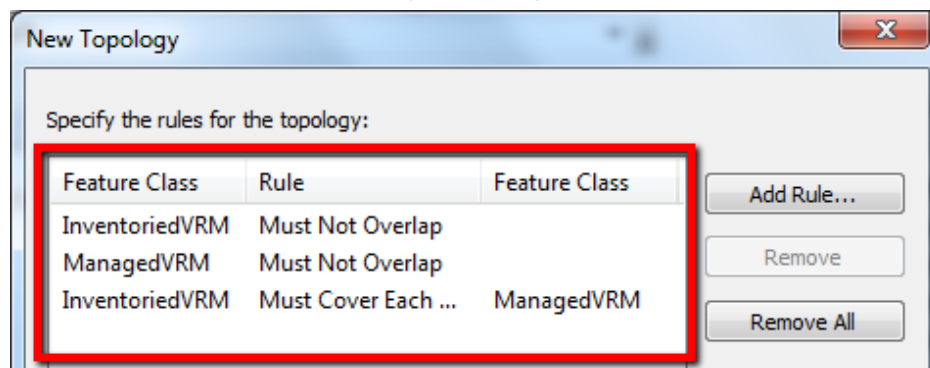 New Topology
Specify the rules for the topology:
Feature Class Rule Feature Class
InventoriedVRM Must Not Overlap
ManagedVRM Must Not Overlap
InventoriedVRM Must Cover Each ... ManagedVRM
Add Rule...
Remove
Remove All